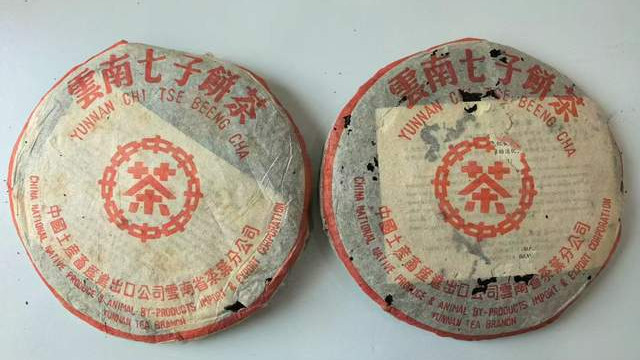 雲南七子餅茶
YUNNAN CHI TSE BEENG CHA
茶
中國土產畜產進出口公司雲南省茶葉分公司
CHINA NATIONAL NATIVE PRODUCE & ANIMAL BY-PRODUCTS IMPORT & EXPORT CORPORATION
YUNNAN TEA BRANCH
雲南七子餅茶
YUNNAN CHI TSE BEENG CHA
茶
中國土產畜產進出口公司雲南省茶葉分公司
CHINA NATIONAL NATIVE PRODUCE & ANIMAL BY-PRODUCTS IMPORT & EXPORT CORPORATION
YUNNAN TEA BRANCH